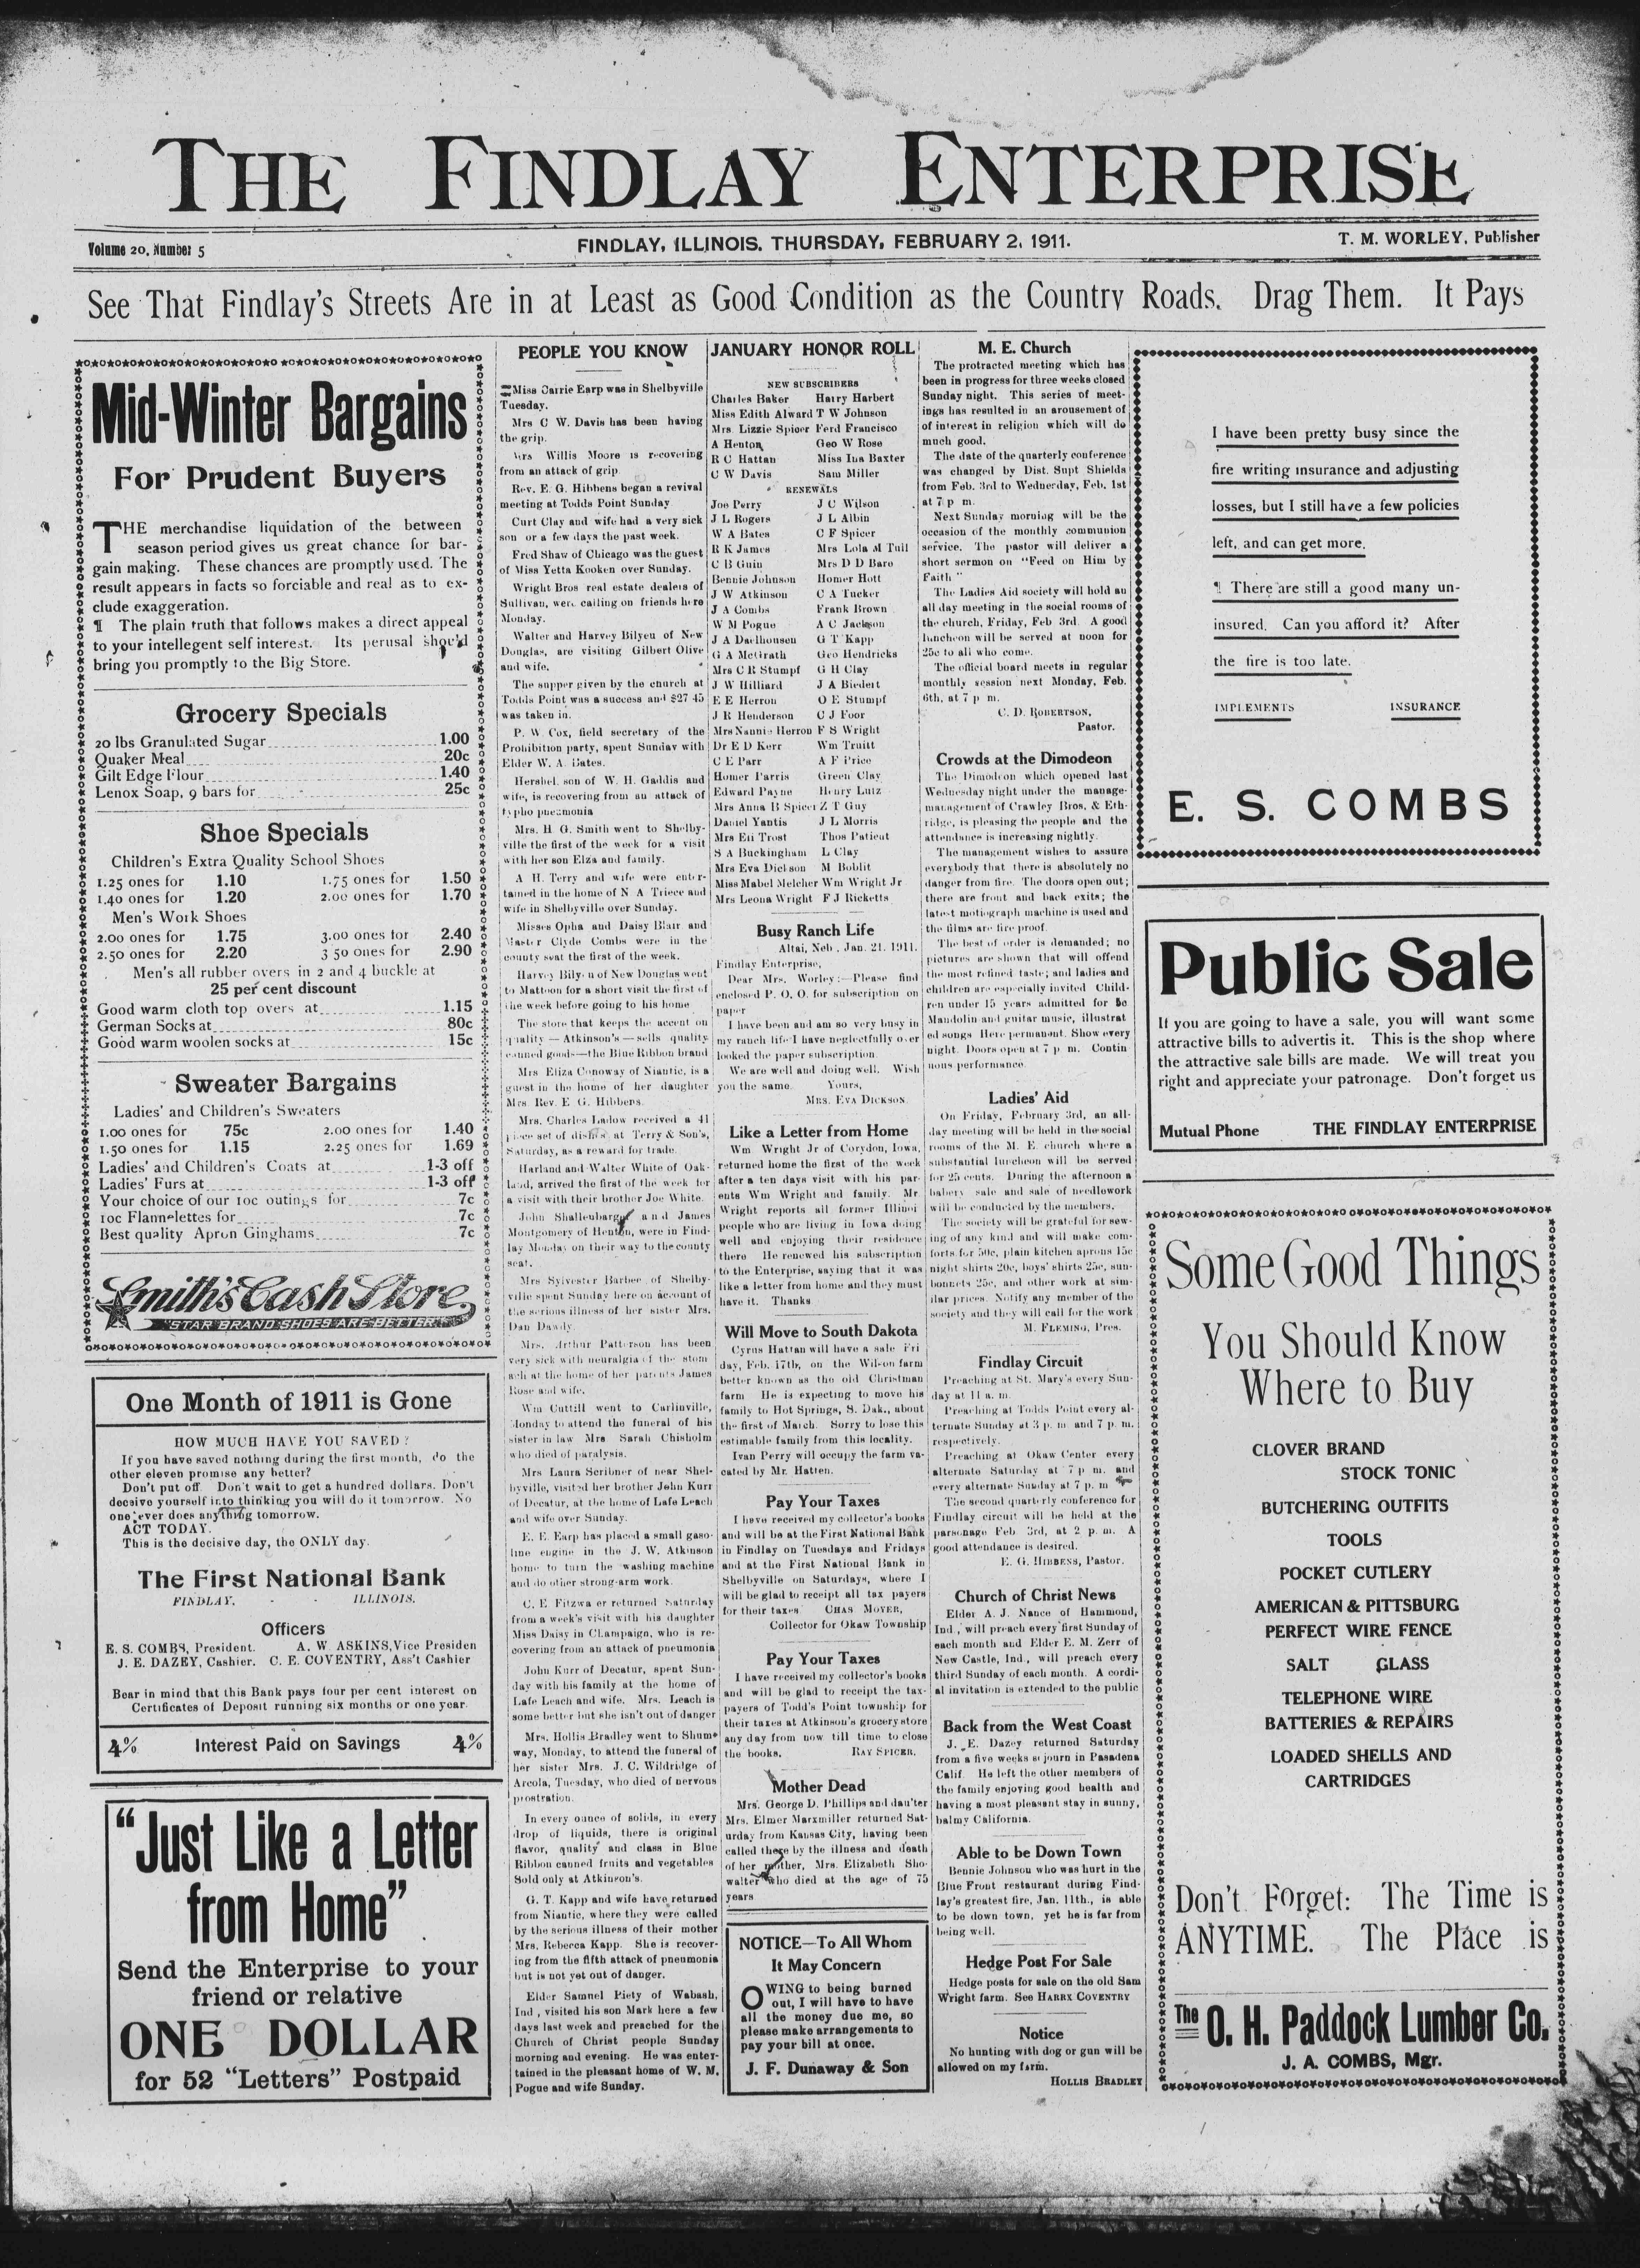 THE FINDLAY ENTERPRISE
Volume 20, Number 5
FINDLAY, ILLINOIS. THURSDAY, FEBRUARY 2, 1911.
T. M. WORLEY, Publisher
See That Findlay's Streets Are in at Least as Good Condition as the Country Roads. Drag Them. It Pays
Mid-Winter Bargains
For Prudent Buyers
THE merchandise liquidation of the between
season period gives us great chance for bar-
gain making. These chances are promptly used. The
result appears in facts so forciable and real as to ex-
clude exaggeration.
¶ The plain truth that follows makes a direct appeal
to your intellegent self interest. Its perusal should
bring you promptly to the Big Store.
Grocery Specials
20 lbs Granulated Sugar 1.00
Quaker Meal 20c
Gilt Edge Flour 1.40
Lenox Soap, 9 bars for 25c
Shoe Specials
Children's Extra Quality School Shoes
1.25 ones for 1.10 1.75 ones for 1.50
1.40 ones for 1.20 2.00 ones for 1.70
Men's Work Shoes
2.00 ones for 1.75 3.00 ones for 2.40
2.50 ones for 2.20 3 50 ones for 2.90
Men's all rubber overs in 2 and 4 buckle at
25 per cent discount
Good warm cloth top overs at 1.15
German Socks at 80c
Good warm woolen socks at 15c
Sweater Bargains
Ladies' and Children's Sweaters
1.00 ones for 75c 2.00 ones for 1.40
1.50 ones for 1.15 2.25 ones for 1.69
Ladies' and Children's Coats at 1-3 off
Ladies' Furs at 1-3 off
Your choice of our 10c outings for 7c
10c Flannelettes for 7c
Best quality Apron Ginghams 7c
Smith's Cash Store
"STAR BRAND SHOES ARE BETTER"
One Month of 1911 is Gone
HOW MUCH HAVE YOU SAVED?
If you have saved nothing during the first month, do the
other eleven promise any better?
Don't put off. Don't wait to get a hundred dollars. Don't
deceive yourself into thinking you will do it tomorrow. No
one ever does anything tomorrow.
ACT TODAY.
This is the decisive day, the ONLY day.
The First National Bank
FINDLAY, - - ILLINOIS.
Officers
E. S. COMBS, President. A. W. ASKINS, Vice Presiden
J. E. DAZEY, Cashier. C. E. COVENTRY, Ass't Cashier
Bear in mind that this Bank pays four per cent interest on
Certificates of Deposit running six months or one year.
4% Interest Paid on Savings 4%
"Just Like a Letter
from Home"
Send the Enterprise to your
friend or relative
ONE DOLLAR
for 52 "Letters" Postpaid
PEOPLE YOU KNOW
Miss Carrie Earp was in Shelbyville
Tuesday.
Mrs C W. Davis has been having
the grip.
Mrs Willis Moore is recovering
from an attack of grip.
Rev. E. G. Hibbens began a revival
meeting at Todds Point Sunday
Curt Clay and wife had a very sick
son or a few days the past week.
Fred Shaw of Chicago was the guest
of Miss Yetta Kooken over Sunday.
Wright Bros real estate dealers of
Sullivan, were calling on friends here
Monday.
Walter and Harvey Bilyeu of New
Douglas, are visiting Gilbert Olive
and wife.
The supper given by the church at
Todds Point was a success and $27 45
was taken in.
P. W. Cox, field secretary of the
Prohibition party, spent Sunday with
Elder W. A. Bates.
Hershel, son of W. H. Gaddis and
wife, is recovering from an attack of
typho pneumonia
Mrs. H. G. Smith went to Shelby-
ville the first of the week for a visit
with her son Elza and family.
A H. Terry and wife were enter-
tained in the home of N A Triece and
wife in Shelbyville over Sunday.
Misses Opha and Daisy Blair and
Master Clyde Combs were in the
county seat the first of the week.
Harvey Bilyeu of New Douglas went
to Mattoon for a short visit the first of
the week before going to his home
The store that keeps the accent on
quality — Atkinson's — sells quality
canned goods—the Blue Ribbon brand
Mrs Eliza Conoway of Niantic, is a
guest in the home of her daughter
Mrs. Rev. E G. Hibbens.
Mrs. Charles Ladow received a 41
piece set of dishes at Terry & Son's,
Saturday, as a reward for trade.
Harland and Walter White of Oak-
land, arrived the first of the week for
a visit with their brother Joe White.
John Shallenbarger and James
Montgomery of Henton, were in Find-
lay Monday on their way to the county
seat.
Mrs Sylvester Barbee of Shelby-
ville spent Sunday here on account of
the serious illness of her sister Mrs.
Dan Dawdy.
Mrs. Arthur Patterson has been
very sick with neuralgia of the stom
ach at the home of her parents James
Rose and wife.
Wm Cuttill went to Carlinville,
Monday to attend the funeral of his
sister in law Mrs. Sarah Chisholm
who died of paralysis.
Mrs Laura Scribner of near Shel-
byville, visited her brother John Kurr
of Decatur, at the home of Lafe Leach
and wife over Sunday.
E. E. Earp has placed a small gaso-
line engine in the J. W. Atkinson
home to turn the washing machine
and do other strong-arm work.
C. E Fitzwater returned Saturday
from a week's visit with his daughter
Miss Daisy in Champaign, who is re-
covering from an attack of pneumonia
John Kurr of Decatur, spent Sun-
day with his family at the home of
Lafe Leach and wife. Mrs. Leach is
some better but she isn't out of danger
Mrs. Hollis Bradley went to Shum-
way, Monday, to attend the funeral of
her sister Mrs. J. C. Wildridge of
Arcola, Tuesday, who died of nervous
prostration.
In every ounce of solids, in every
drop of liquids, there is original
flavor, quality and class in Blue
Ribbon canned fruits and vegetables
Sold only at Atkinson's.
G. T. Kapp and wife have returned
from Niantic, where they were called
by the serious illness of their mother
Mrs. Rebecca Kapp. She is recover-
ing from the fifth attack of pneumonia
but is not yet out of danger.
Elder Samuel Piety of Wabash,
Ind , visited his son Mark here a few
days last week and preached for the
Church of Christ people Sunday
morning and evening. He was enter-
tained in the pleasant home of W. M.
Pogue and wife Sunday.
JANUARY HONOR ROLL
NEW SUBSCRIBERS
Charles Baker Harry Harbert
Miss Edith Alward T W Johnson
Mrs. Lizzie Spicer Ferd Francisco
A Henton Geo W Rose
R C Hattan Miss Ina Baxter
C W Davis Sam Miller
RENEWALS
Joe Perry J C Wilson
J L Rogers J L Albin
W A Bates C F Spicer
R K James Mrs Lola M Tull
C B Guin Mrs D D Baro
Bennie Johnson Homer Hott
J W Atkinson C A Tucker
J A Combs Frank Brown
W M Pogue A C Jackson
J A Daelhousen G T Kapp
G A McGrath Geo Hendricks
Mrs C R Stumpf G H Clay
J W Hilliard J A Biedert
E E Herron O E Stumpf
J R Henderson C J Foor
Mrs Nannie Herron F S Wright
Dr E D Kerr Wm Truitt
C E Parr A F Price
Homer Parris Green Clay
Edward Payne Henry Lutz
Mrs Anna B Spicer Z T Guy
Daniel Yantis J L Morris
Mrs Eli Trost Thos Patient
S A Buckingham L Clay
Mrs Eva Dickson M Boblit
Miss Mabel Melcher Wm Wright Jr
Mrs Leona Wright F J Ricketts
Busy Ranch Life
Altai, Neb , Jan. 21. 1911.
Findlay Enterprise,
Dear Mrs. Worley:—Please find
enclosed P. O. O. for subscription on
paper
I have been and am so very busy in
my ranch life I have neglectfully over
looked the paper subscription.
We are well and doing well. Wish
you the same. Yours,
MRS. EVA DICKSON.
Like a Letter from Home
Wm. Wright Jr of Corydon, Iowa,
returned home the first of the week
after a ten days visit with his par-
ents Wm Wright and family. Mr.
Wright reports all former Illinoi
people who are living in Iowa doing
well and enjoying their residence
there He renewed his subscription
to the Enterprise, saying that it was
like a letter from home and they must
have it. Thanks
Will Move to South Dakota
Cyrus Hattan will have a sale Fri
day, Feb. 17th, on the Wilson farm
better known as the old Christman
farm He is expecting to move his
family to Hot Springs, S. Dak., about
the first of March. Sorry to lose this
estimable family from this locality.
Ivan Perry will occupy the farm va-
cated by Mr. Hatten.
Pay Your Taxes
I have received my collector's books
and will be at the First National Bank
in Findlay on Tuesdays and Fridays
and at the First National Bank in
Shelbyville on Saturdays, where I
will be glad to receipt all tax payers
for their taxes. CHAS MOYER,
Collector for Okaw Township
Pay Your Taxes
I have received my collector's books
and will be glad to receipt the tax-
payers of Todd's Point township for
their taxes at Atkinson's grocery store
any day from now till time to close
the books. RAY SPICER.
Mother Dead
Mrs. George D. Phillips and dau'ter
Mrs. Elmer Marxmiller returned Sat-
urday from Kansas City, having been
called there by the illness and death
of her mother, Mrs. Elizabeth Sho-
walter who died at the age of 75
years
NOTICE—To All Whom
It May Concern
OWING to being burned
out, I will have to have
all the money due me, so
please make arrangements to
pay your bill at once.
J. F. Dunaway & Son
M. E. Church
The protracted meeting which has
been in progress for three weeks closed
Sunday night. This series of meet-
ings has resulted in an arousement of
of interest in religion which will do
much good.
The date of the quarterly conference
was changed by Dist. Supt Shields
from Feb. 3rd to Wednerday, Feb. 1st
at 7 p m.
Next Sunday morning will be the
occasion of the monthly communion
service. The pastor will deliver a
short sermon on "Feed on Him by
Faith "
The Ladies Aid society will hold an
all day meeting in the social rooms of
the church, Friday, Feb 3rd. A good
luncheon will be served at noon for
25c to all who come.
The official board meets in regular
monthly session next Monday, Feb.
6th, at 7 p m.
C. D. ROBERTSON,
Pastor.
Crowds at the Dimodeon
The Dimodeon which opened last
Wednesday night under the manage-
management of Crawley Bros, & Eth-
ridge, is pleasing the people and the
attendance is increasing nightly.
The management wishes to assure
everybody that there is absolutely no
danger from fire. The doors open out;
there are front and back exits; the
latest motiograph machine is used and
the films are fire proof.
The best of order is demanded; no
pictures are shown that will offend
the most refined taste; and ladies and
children are especially invited Child-
ren under 15 years admitted for 5c
Mandolin and guitar music, illustrat
ed songs Here permanent. Show every
night. Doors open at 7 p m. Contin
uous performance.
Ladies' Aid
On Friday, February 3rd, an all-
day meeting will be held in the social
rooms of the M. E. church where a
substantial luncheon will be served
for 25 cents. During the afternoon a
bakery sale and sale of needlework
will be conducted by the members.
The society will be grateful for sew-
ing of any kind and will make com-
forts for 50c, plain kitchen aprons 15c
night shirts 20c, boys' shirts 25c, sun-
bonnets 25c, and other work at sim-
ilar prices. Notify any member of the
society and they will call for the work
M. FLEMING, Pres.
Findlay Circuit
Preaching at St. Mary's every Sun-
day at 11 a. m.
Preaching at Todds Point every al-
ternate Sunday at 3 p. m and 7 p. m.
respectively.
Preaching at Okaw Center every
alternate Saturday at 7 p m. and
every alternate Sunday at 7 p. m
The second quarterly conference for
Findlay circuit will be held at the
parsonage Feb. 3rd, at 2 p. m. A
good attendance is desired.
E. G. HIBBENS, Pastor.
Church of Christ News
Elder A. J. Nance of Hammond,
Ind , will preach every first Sunday of
each month and Elder E. M. Zerr of
New Castle, Ind., will preach every
third Sunday of each month. A cordi-
al invitation is extended to the public
Back from the West Coast
J. E. Dazey returned Saturday
from a five weeks sojourn in Pasadena
Calif. He left the other members of
the family enjoying good health and
having a most pleasant stay in sunny,
balmy California.
Able to be Down Town
Bennie Johnson who was hurt in the
Blue Front restaurant during Find-
lay's greatest fire, Jan. 11th., is able
to be down town, yet he is far from
being well.
Hedge Post For Sale
Hedge posts for sale on the old Sam
Wright farm. See HARRY COVENTRY
Notice
No hunting with dog or gun will be
allowed on my farm.
HOLLIS BRADLEY
I have been pretty busy since the
fire writing insurance and adjusting
losses, but I still have a few policies
left, and can get more.
¶ There are still a good many un-
insured. Can you afford it? After
the fire is too late.
IMPLEMENTS INSURANCE
E. S. COMBS
Public Sale
If you are going to have a sale, you will want some
attractive bills to advertis it. This is the shop where
the attractive sale bills are made. We will treat you
right and appreciate your patronage. Don't forget us
Mutual Phone THE FINDLAY ENTERPRISE
Some Good Things
You Should Know
Where to Buy
CLOVER BRAND
STOCK TONIC
BUTCHERING OUTFITS
TOOLS
POCKET CUTLERY
AMERICAN & PITTSBURG
PERFECT WIRE FENCE
SALT GLASS
TELEPHONE WIRE
BATTERIES & REPAIRS
LOADED SHELLS AND
CARTRIDGES
Don't Forget: The Time is
ANYTIME. The Place is
The O. H. Paddock Lumber Co.
J. A. COMBS, Mgr.